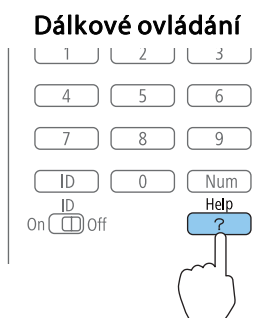 Dálkové ovládání
1 2 3
4 5 6
7 8 9
ID 0 Num
ID Help
On Off ?